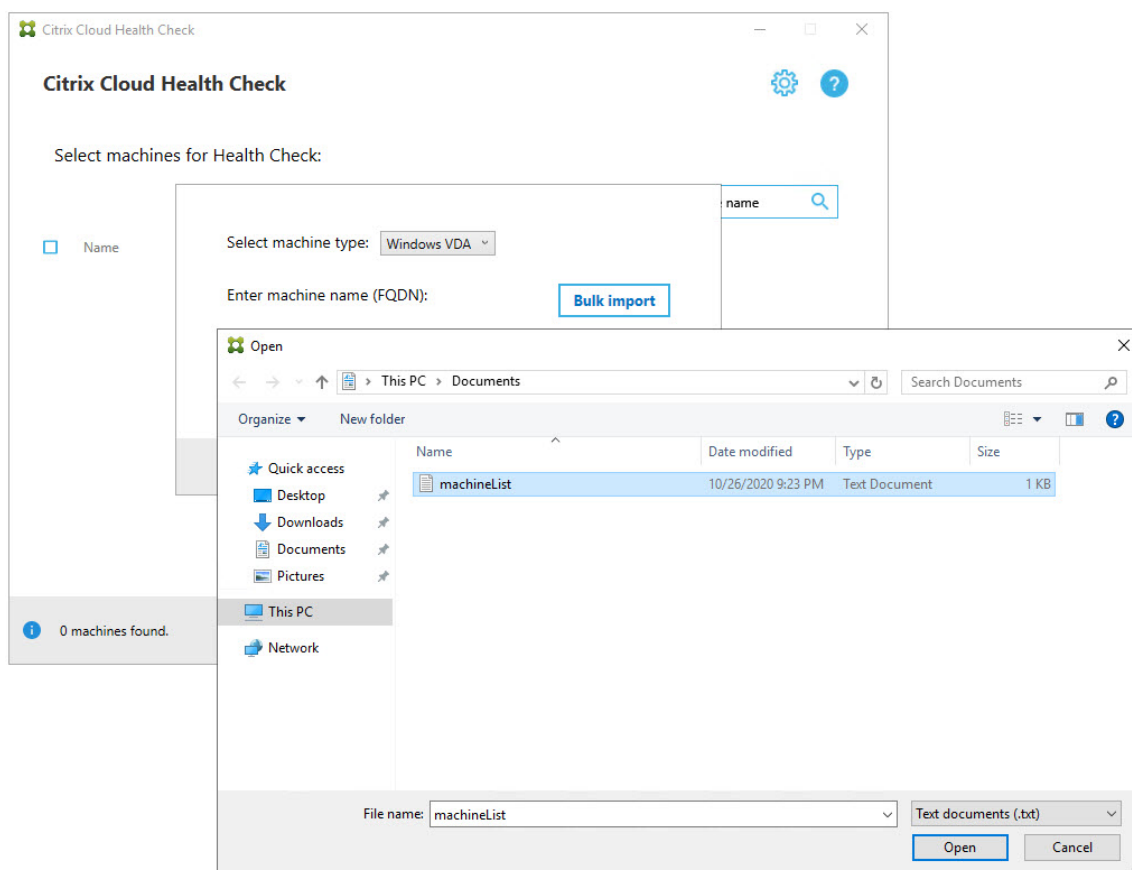 Citrix Cloud Health Check
Citrix Cloud Health Check
?
Select machines for Health Check:
name
Name
Select machine type: Windows VDA
Enter machine name (FQDN): Bulk import
Open
This PC > Documents
Search Documents
Organize
New folder
?
Name Date modified Type Size
Quick access
machineList 10/26/2020 9:23 PM Text Document 1 KB
Desktop
Downloads
Documents
Pictures
This PC
Network
i 0 machines found.
File name: machineList Text documents (.txt)
Open Cancel